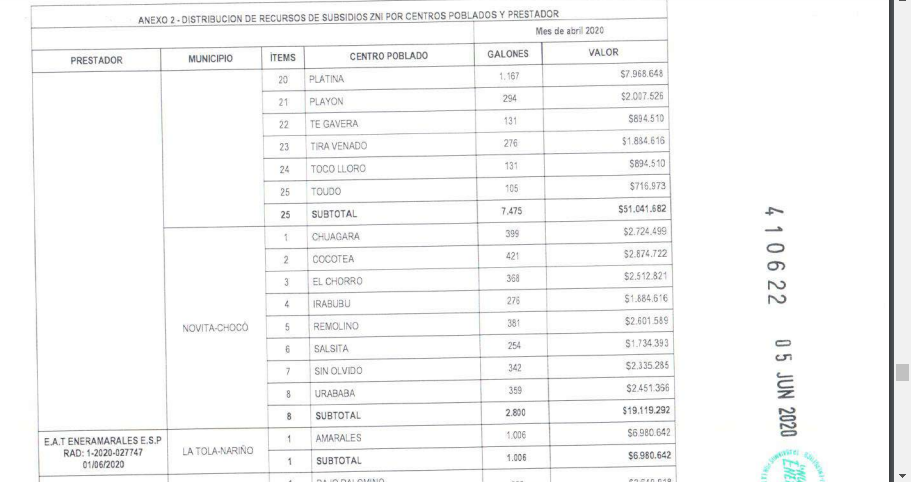 ANEXO 2 - DISTRIBUCION DE RECURSOS DE SUBSIDIOS ZNI POR CENTROS POBLADOS Y PRESTADOR
Mes de abril 2020
PRESTADOR MUNICIPIO ÍTEMS CENTRO POBLADO GALONES VALOR
20 PLATINA 1.167 $7.968.648
21 PLAYON 294 $2.007.526
22 TE GAVERA 131 $894.510
23 TIRA VENADO 276 $1.884.616
24 TOCO LLORO 131 $894.510
25 TOUDO 105 $716.973
25 SUBTOTAL 7.475 $51.041.682
NOVITA-CHOCÓ
1 CHUAGARA 399 $2.724.499
2 COCOTEA 421 $2.874.722
3 EL CHORRO 368 $2.512.821
4 IRABUBU 276 $1.884.616
5 REMOLINO 381 $2.601.589
6 SALSITA 254 $1.734.393
7 SIN OLVIDO 342 $2.335.285
8 URABABA 359 $2.451.366
8 SUBTOTAL 2.800 $19.119.292
E.A.T ENERAMARALES E.S.P
RAD: 1-2020-027747
01/06/2020
LA TOLA-NARIÑO
1 AMARALES 1.006 $6.980.642
1 SUBTOTAL 1.006 $6.980.642
410622 05 JUN 2020